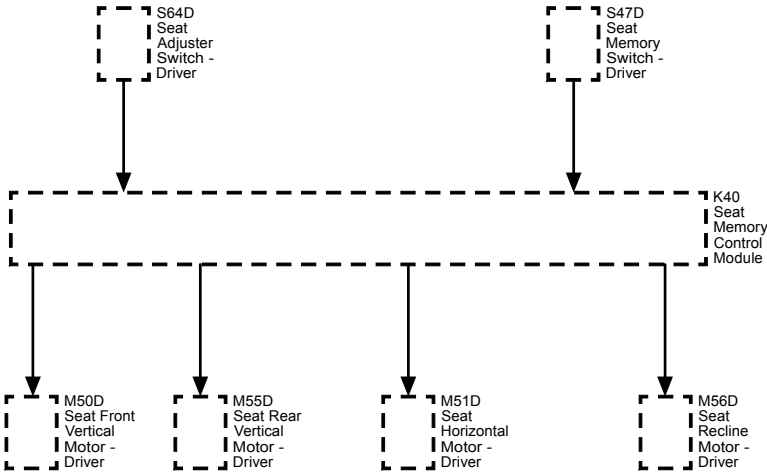 S64D
Seat
Adjuster
Switch -
Driver
S47D
Seat
Memory
Switch -
Driver
K40
Seat
Memory
Control
Module
M50D
Seat Front
Vertical
Motor -
Driver
M55D
Seat Rear
Vertical
Motor -
Driver
M51D
Seat
Horizontal
Motor -
Driver
M56D
Seat
Recline
Motor -
Driver